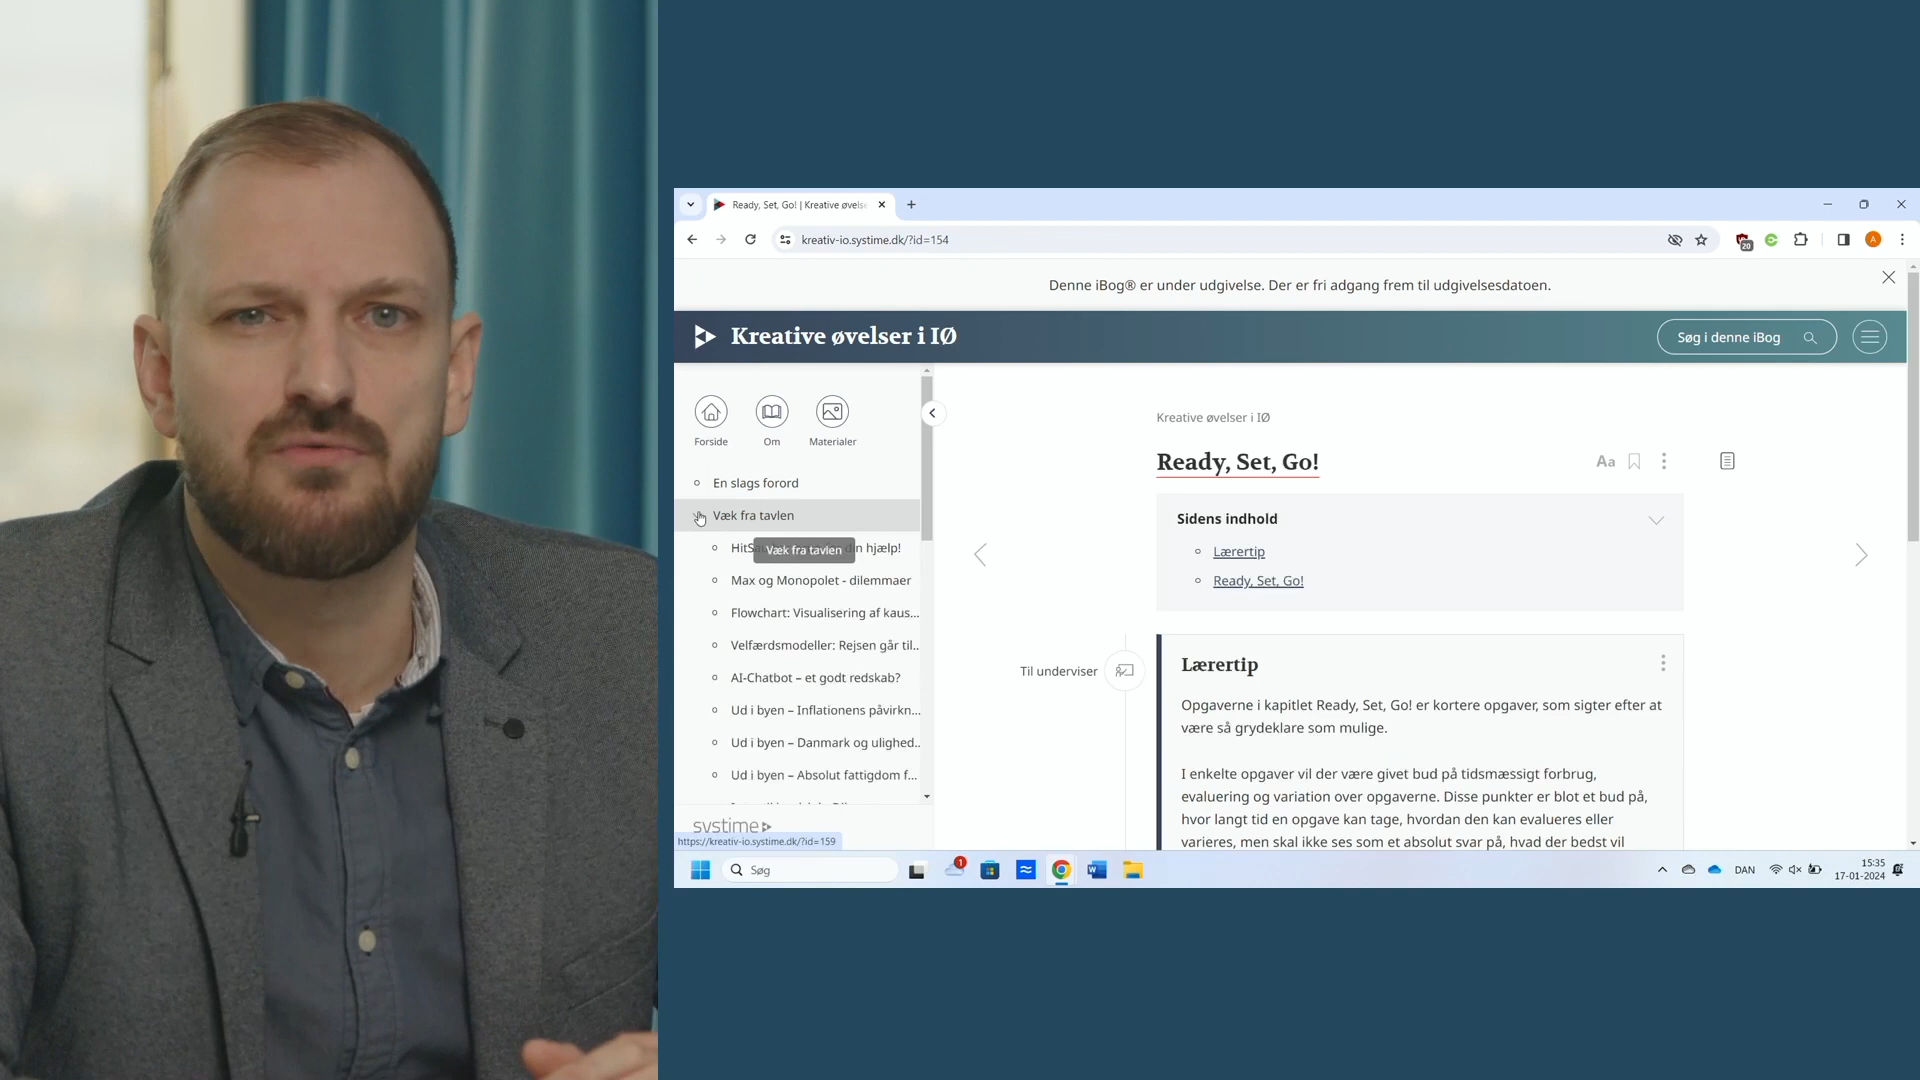 Ready, Set, Go! | Kreative øvels
kreativ-io.systime.dk/?id=154
20
A
Denne iBog® er under udgivelse. Der er fri adgang frem til udgivelsesdatoen.
Kreative øvelser i IØ
Søg i denne iBog
Forside
Om
Materialer
En slags forord
Væk fra tavlen
HitS
din hjælp!
Væk fra tavlen
Max og Monopolet - dilemmaer
Flowchart: Visualisering af kaus...
Velfærdsmodeller: Rejsen går til...
AI-Chatbot – et godt redskab?
Ud i byen – Inflationens påvirkn...
Ud i byen – Danmark og ulighed...
Ud i byen – Absolut fattigdom f...
systime
https://kreativ-io.systime.dk/?id=159
Kreative øvelser i IØ
Ready, Set, Go!
Aa
Sidens indhold
Lærertip
Ready, Set, Go!
Til underviser
Lærertip
Opgaverne i kapitlet Ready, Set, Go! er kortere opgaver, som sigter efter at
være så grydeklare som mulige.
I enkelte opgaver vil der være givet bud på tidsmæssigt forbrug,
evaluering og variation over opgaverne. Disse punkter er blot et bud på,
hvor langt tid en opgave kan tage, hvordan den kan evalueres eller
varieres, men skal ikke ses som et absolut svar på, hvad der bedst vil
Søg
1
DAN
15:35
17-01-2024